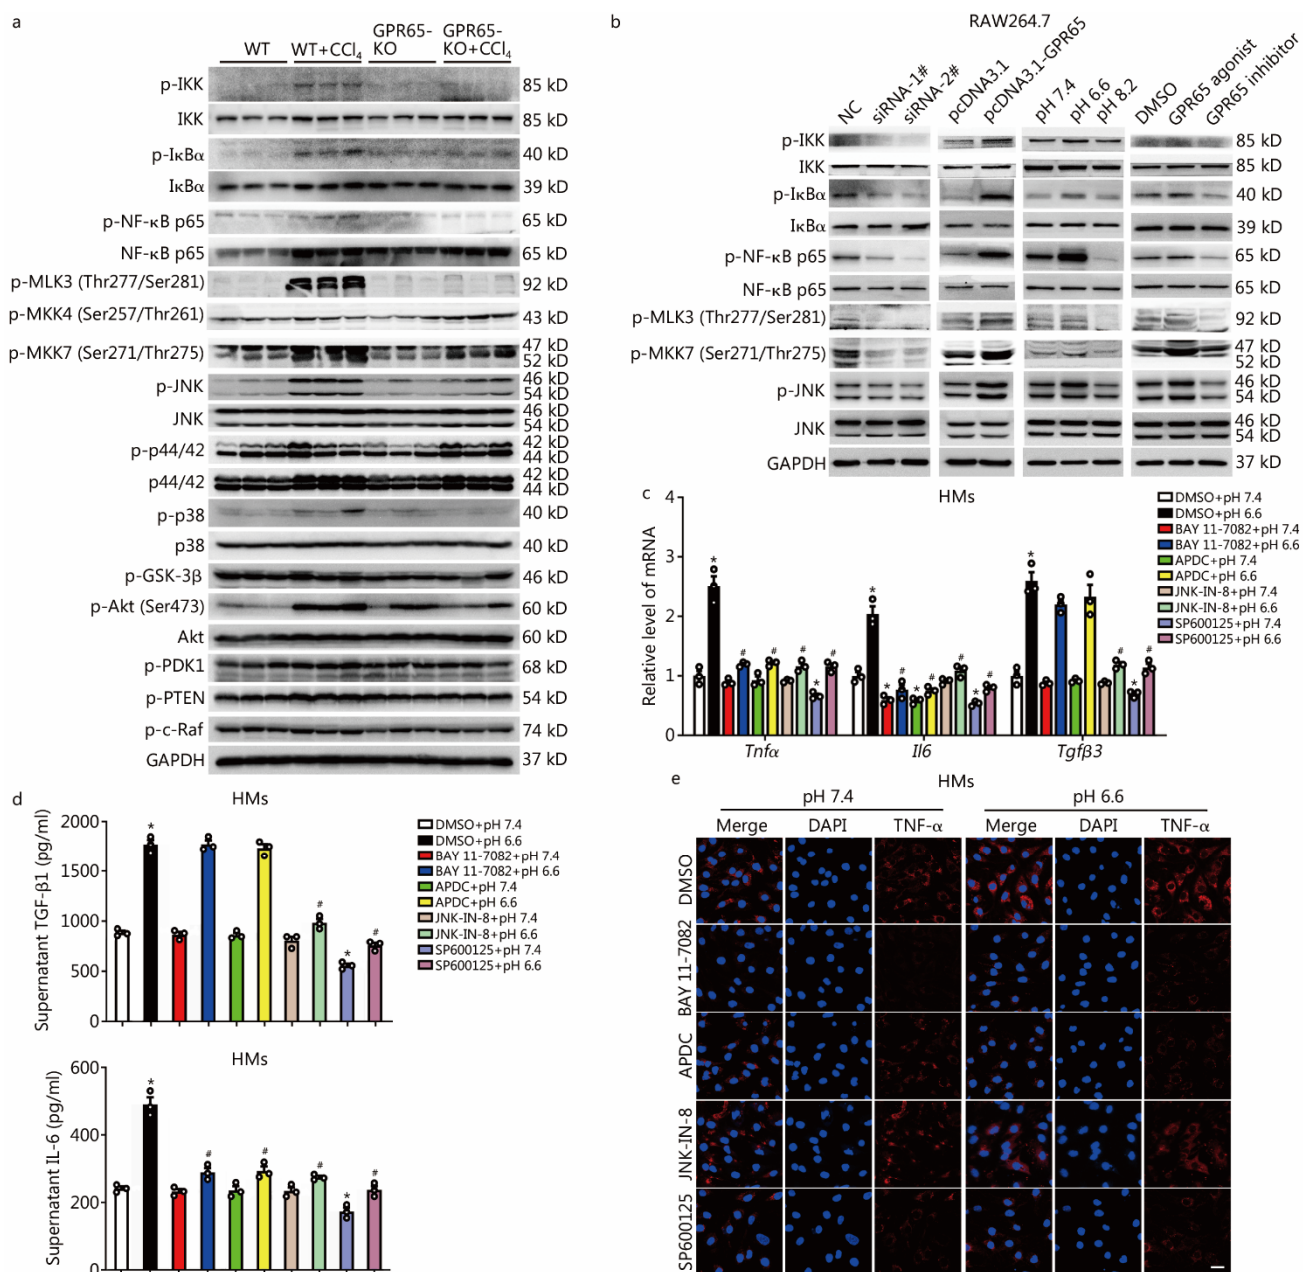 a
WT
WT+CCl4
GPR65-
KO
GPR65-
KO+CCl4
p-IKK
85 kD
IKK
85 kD
p-IκBα
40 kD
IκBα
39 kD
p-NF-κB p65
65 kD
NF-κB p65
65 kD
p-MLK3 (Thr277/Ser281)
92 kD
p-MKK4 (Ser257/Thr261)
43 kD
p-MKK7 (Ser271/Thr275)
47 kD
52 kD
p-JNK
46 kD
54 kD
JNK
46 kD
54 kD
p-p44/42
42 kD
44 kD
p44/42
42 kD
44 kD
p-p38
40 kD
p38
40 kD
p-GSK-3β
46 kD
p-Akt (Ser473)
60 kD
Akt
60 kD
p-PDK1
68 kD
p-PTEN
54 kD
p-c-Raf
74 kD
GAPDH
37 kD
b
RAW264.7
NC
siRNA-1#
siRNA-2#
pcDNA3.1
pcDNA3.1-GPR65
pH 7.4
pH 6.6
pH 8.2
DMSO
GPR65 agonist
GPR65 inhibitor
p-IKK
85 kD
IKK
85 kD
p-IκBα
40 kD
IκBα
39 kD
p-NF-κB p65
65 kD
NF-κB p65
65 kD
p-MLK3 (Thr277/Ser281)
92 kD
p-MKK7 (Ser271/Thr275)
47 kD
52 kD
p-JNK
46 kD
54 kD
JNK
46 kD
54 kD
GAPDH
37 kD
c
HMs
Relative level of mRNA
4
3
2
1
0
Tnfα
Il6
Tgfβ3
* # # # * #
* * # * # # * #
* # * #
DMSO+pH 7.4
DMSO+pH 6.6
BAY 11-7082+pH 7.4
BAY 11-7082+pH 6.6
APDC+pH 7.4
APDC+pH 6.6
JNK-IN-8+pH 7.4
JNK-IN-8+pH 6.6
SP600125+pH 7.4
SP600125+pH 6.6
d
HMs
Supernatant TGF-β1 (pg/ml)
2000
1500
1000
500
0
* # * #
DMSO+pH 7.4
DMSO+pH 6.6
BAY 11-7082+pH 7.4
BAY 11-7082+pH 6.6
APDC+pH 7.4
APDC+pH 6.6
JNK-IN-8+pH 7.4
JNK-IN-8+pH 6.6
SP600125+pH 7.4
SP600125+pH 6.6
HMs
Supernatant IL-6 (pg/ml)
600
400
200
0
* # # # * #
e
HMs
pH 7.4
pH 6.6
Merge
DAPI
TNF-α
Merge
DAPI
TNF-α
DMSO
BAY 11-7082
APDC
JNK-IN-8
SP600125